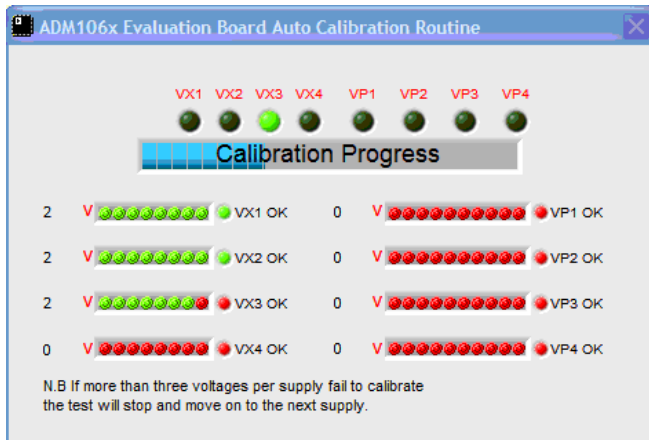 ADM106x Evaluation Board Auto Calibration Routine
VX1 VX2 VX3 VX4 VP1 VP2 VP3 VP4
Calibration Progress
2 V VX1 OK 0 V VP1 OK
2 V VX2 OK 0 V VP2 OK
2 V VX3 OK 0 V VP3 OK
0 V VX4 OK 0 V VP4 OK
N.B If more than three voltages per supply fail to calibrate
the test will stop and move on to the next supply.